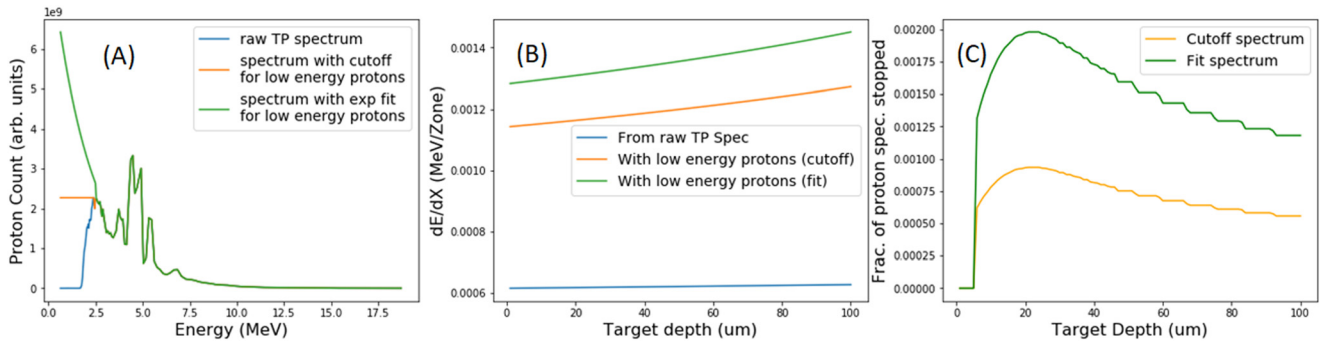 1e9
(A)
raw TP spectrum
spectrum with cutoff
for low energy protons
spectrum with exp fit
for low energy protons
Proton Count (arb. units)
6
5
4
3
2
1
0
2.5
5.0
7.5
10.0
12.5
15.0
17.5
Energy (MeV)
(B)
From raw TP Spec
With low energy protons (cutoff)
With low energy protons (fit)
dE/dX (MeV/Zone)
0.0014
0.0012
0.0010
0.0008
0.0006
0
20
40
60
80
100
Target depth (um)
(C)
Cutoff spectrum
Fit spectrum
Frac. of proton spec. stopped
0.00200
0.00175
0.00150
0.00125
0.00100
0.00075
0.00050
0.00025
0.00000
0
20
40
60
80
100
Target Depth (um)